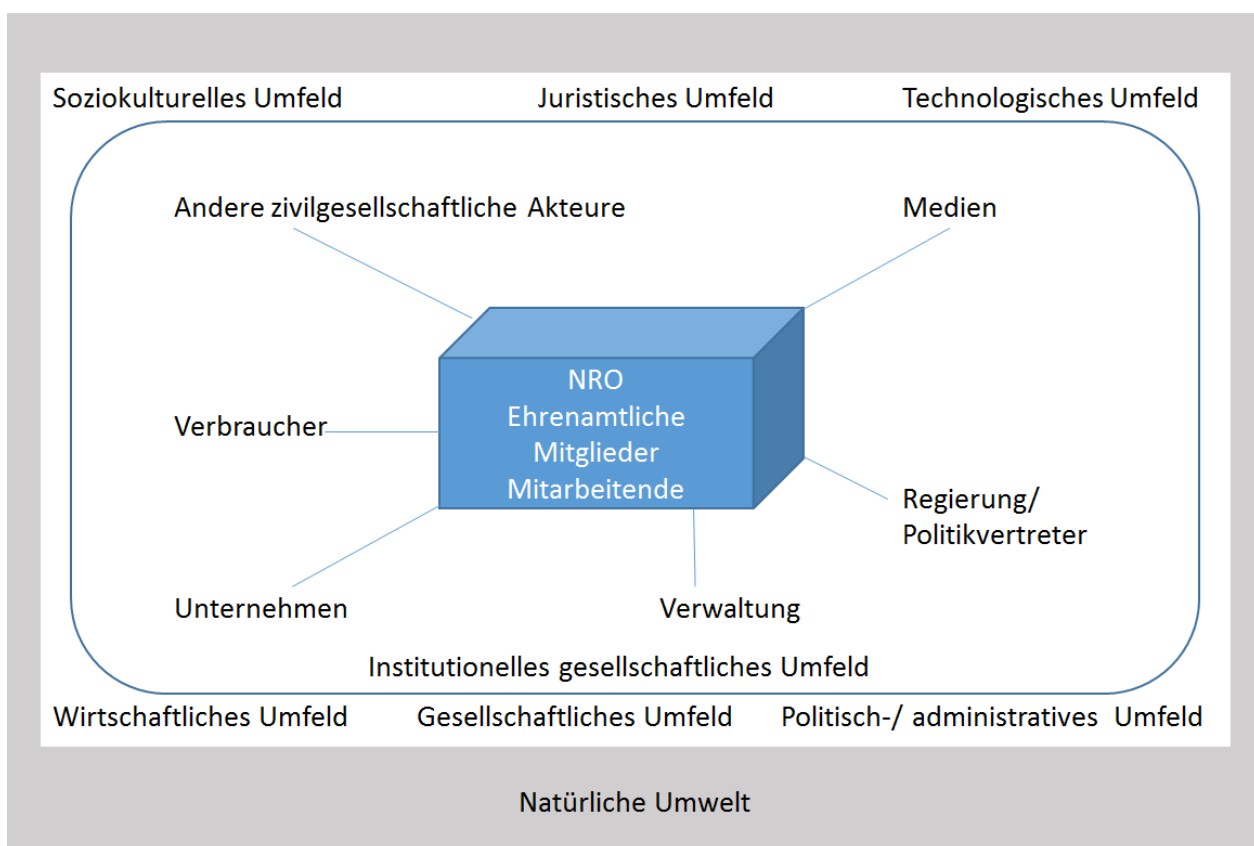 Soziokulturelles Umfeld
Juristisches Umfeld
Technologisches Umfeld
Andere zivilgesellschaftliche Akteure
Medien
NRO
Ehrenamtliche
Mitglieder
Mitarbeitende
Verbraucher
Regierung/
Politikvertreter
Unternehmen
Verwaltung
Institutionelles gesellschaftliches Umfeld
Wirtschaftliches Umfeld
Gesellschaftliches Umfeld
Politisch-/ administratives Umfeld
Natürliche Umwelt